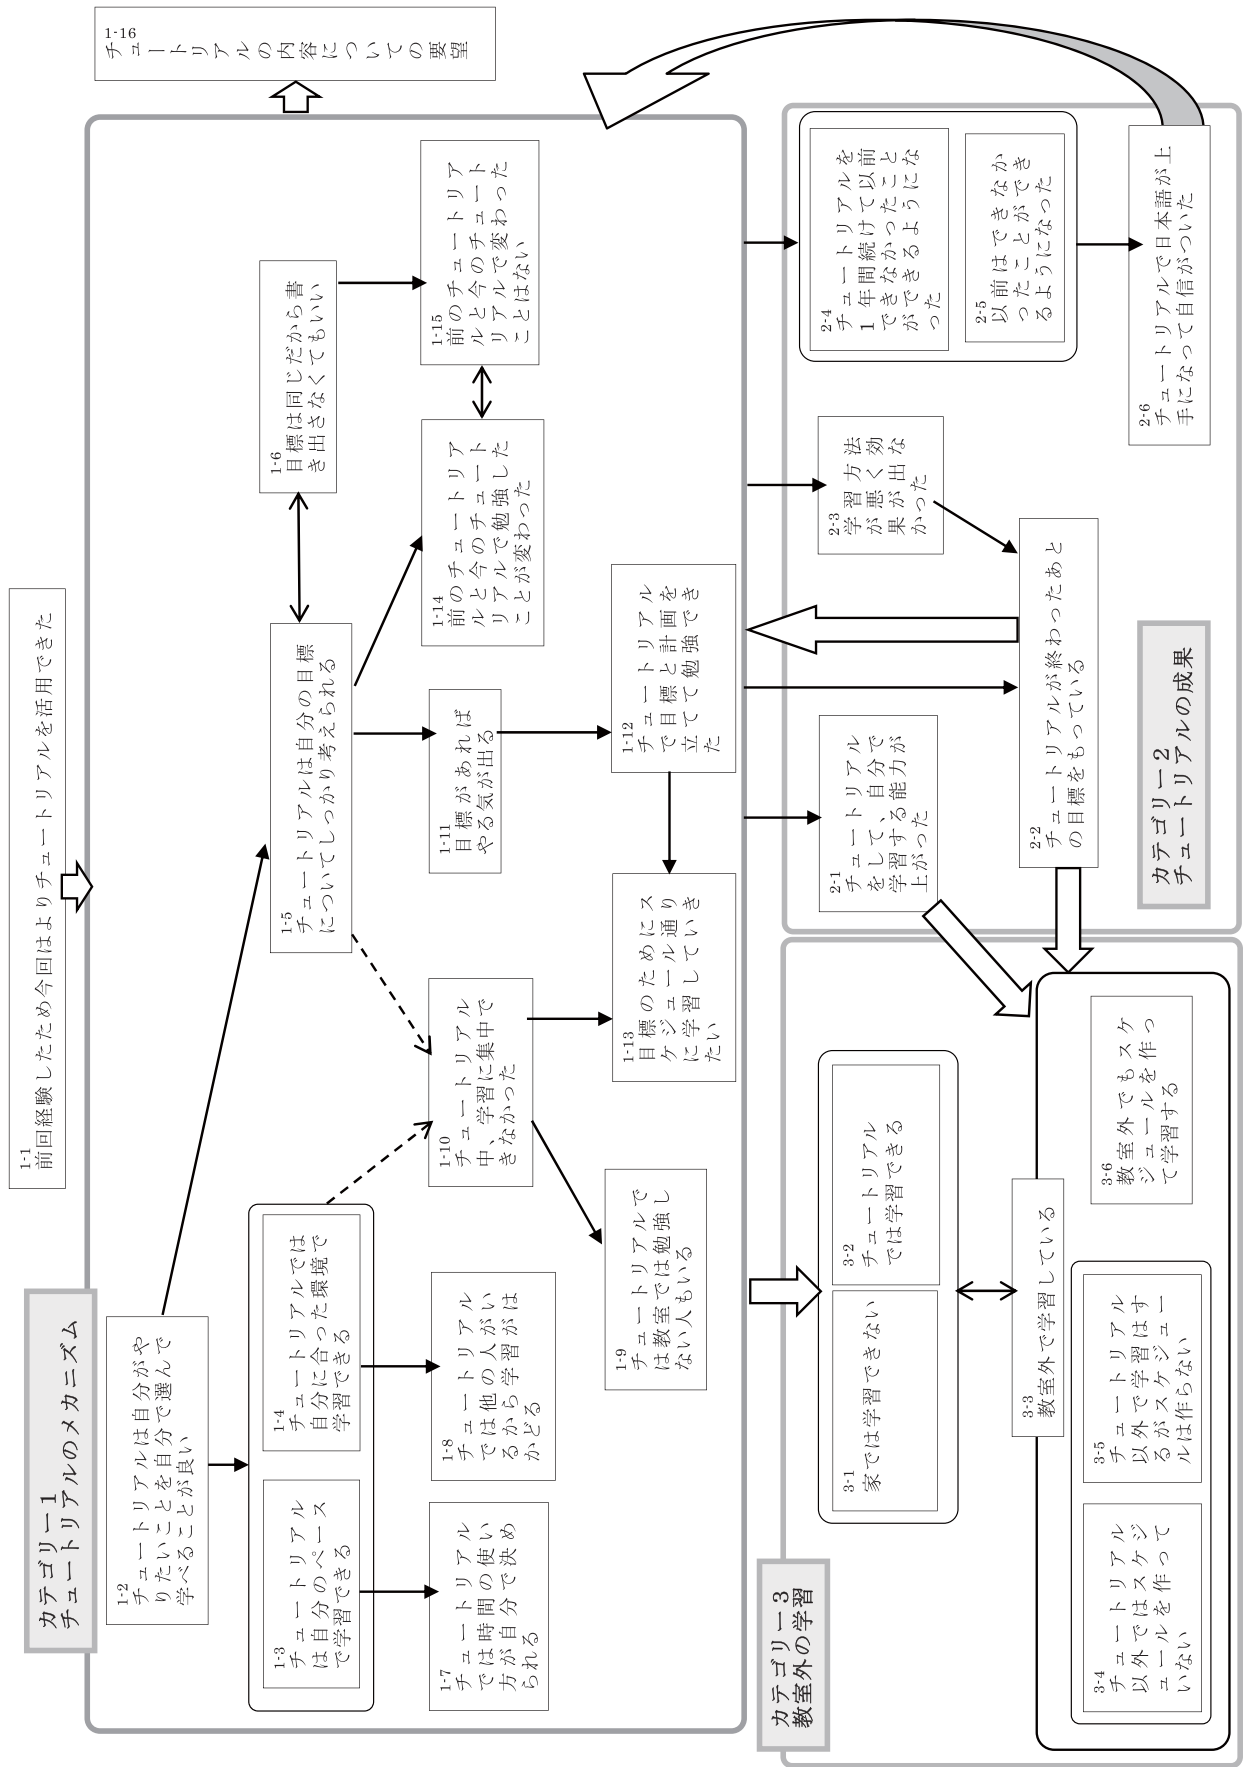 1-1
前回経験したため今回はよりチュートリアルを活用できた
カテゴリー1
チュートリアルのメカニズム
1-2
チュートリアルは自分がや
りたいことを自分で選んで
学べることが良い
1-3
チュートリアル
は自分のペース
で学習できる
1-4
チュートリアルでは
自分に合った環境で
学習できる
1-5
チュートリアルは自分の目標
についてしっかり考えられる
1-6
目標は同じだから書
き出さなくてもいい
1-7
チュートリアル
では時間の使い
方が自分で決め
られる
1-8
チュートリアル
では他の人がい
るから学習がは
かどる
1-9
チュートリアルで
は教室では勉強し
ない人もいる
1-10
チュートリアル
中、学習に集中で
きなかった
1-11
目標があれば
やる気が出る
1-12
チュートリアル
で目標と計画を
立てて勉強でき
た
1-13
目標のためにス
ケジュール通り
に学習していき
たい
1-14
前のチュートリア
ルと今のチュート
リアルで勉強した
ことが変わった
1-15
前のチュートリア
ルと今のチュート
リアルで変わった
ことはない
1-16
チュートリアルの内容についての要望
カテゴリー2
チュートリアルの成果
2-1
チュートリアル
をして、自分で
学習する能力が
上がった
2-2
チュートリアルが終わったあと
の目標をもっている
2-3
学習方法
が悪く効
果が出な
かった
2-4
チュートリアルを
1年間続けて以前
できなかったこと
ができるようにな
った
2-5
以前はできなか
ったことができ
るようになった
2-6
チュートリアルで日本語が上
手になって自信がついた
カテゴリー3
教室外の学習
3-1
家では学習できない
3-2
チュートリアル
では学習できる
3-3
教室外で学習している
3-4
チュートリアル
以外ではスケジ
ュールを作って
いない
3-5
チュートリアル
以外で学習はす
るがスケジュー
ルは作らない
3-6
教室外でもスケ
ジュールを作っ
て学習する